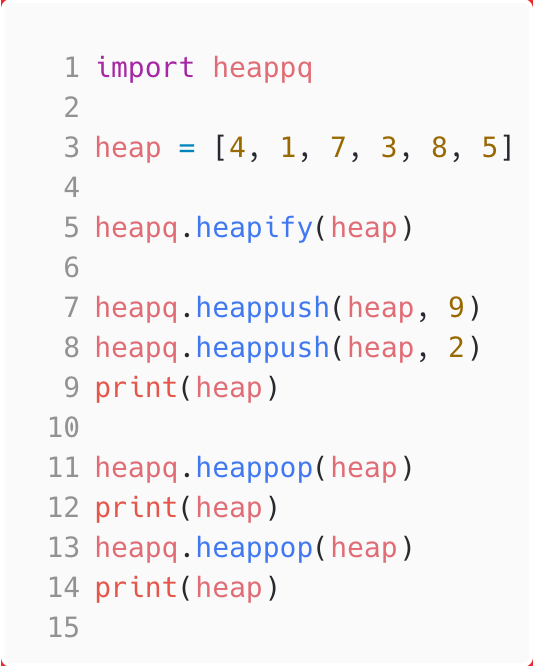 1 import heappq
2
3 heap = [4, 1, 7, 3, 8, 5]
4
5 heapq.heapify(heap)
6
7 heapq.heappush(heap, 9)
8 heapq.heappush(heap, 2)
9 print(heap)
10
11 heapq.heappop(heap)
12 print(heap)
13 heapq.heappop(heap)
14 print(heap)
15